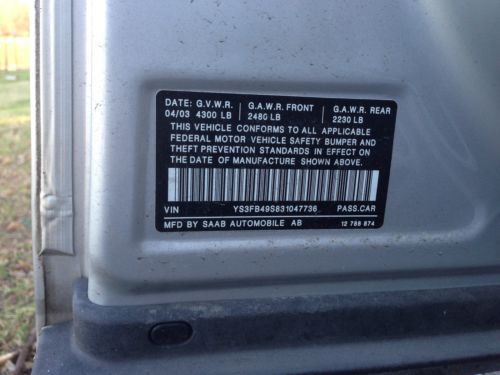 DATE: G.V.W.R. G.A.W.R. FRONT G.A.W.R. REAR
04/03 4300 LB 2480 LB 2230 LB
THIS VEHICLE CONFORMS TO ALL APPLICABLE
FEDERAL MOTOR VEHICLE SAFETY BUMPER AND
THEFT PREVENTION STANDARDS IN EFFECT ON
THE DATE OF MANUFACTURE SHOWN ABOVE.
VIN YS3FB49S831047736 PASS.CAR
MFD BY SAAB AUTOMOBILE AB 12 788 874